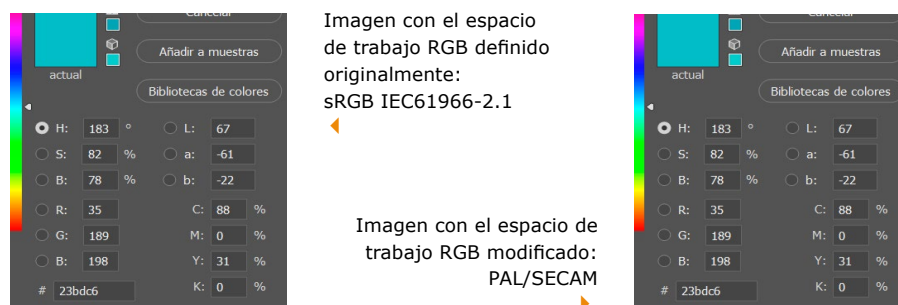 Cancelar
Añadir a muestras
actual
Bibliotecas de colores
H: 183 ° L: 67
S: 82 % a: -61
B: 78 % b: -22
R: 35 C: 88 %
G: 189 M: 0 %
B: 198 Y: 31 %
# 23bdc6 K: 0 %
Imagen con el espacio
de trabajo RGB definido
originalmente:
sRGB IEC61966-2.1
Imagen con el espacio de
trabajo RGB modificado:
PAL/SECAM
Cancelar
Añadir a muestras
actual
Bibliotecas de colores
H: 183 ° L: 67
S: 82 % a: -61
B: 78 % b: -22
R: 35 C: 88 %
G: 189 M: 0 %
B: 198 Y: 31 %
# 23bdc6 K: 0 %